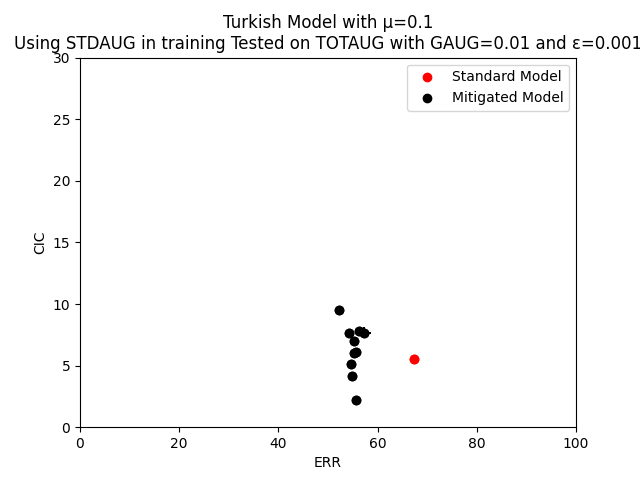 Turkish Model with μ=0.1
Using STDAUG in training Tested on TOTAUG with GAUG=0.01 and ε=0.001
Standard Model
Mitigated Model
30
25
20
15
10
5
0
CIC
0 20 40 60 80 100
ERR